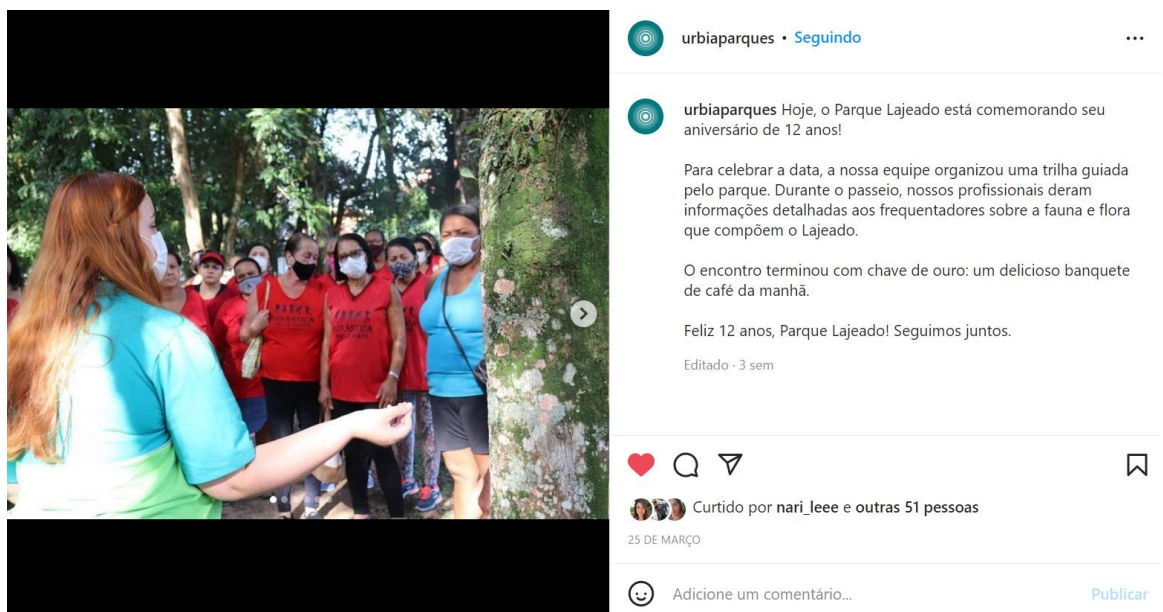 urbiaparques • Seguindo
urbiaparques Hoje, o Parque Lajeado está comemorando seu
aniversário de 12 anos!
Para celebrar a data, a nossa equipe organizou uma trilha guiada
pelo parque. Durante o passeio, nossos profissionais deram
informações detalhadas aos frequentadores sobre a fauna e flora
que compõem o Lajeado.
O encontro terminou com chave de ouro: um delicioso banquete
de café da manhã.
Feliz 12 anos, Parque Lajeado! Seguimos juntos.
Editado · 3 sem
Curtido por nari_leee e outras 51 pessoas
25 DE MARÇO
Adicione um comentário...
Publicar